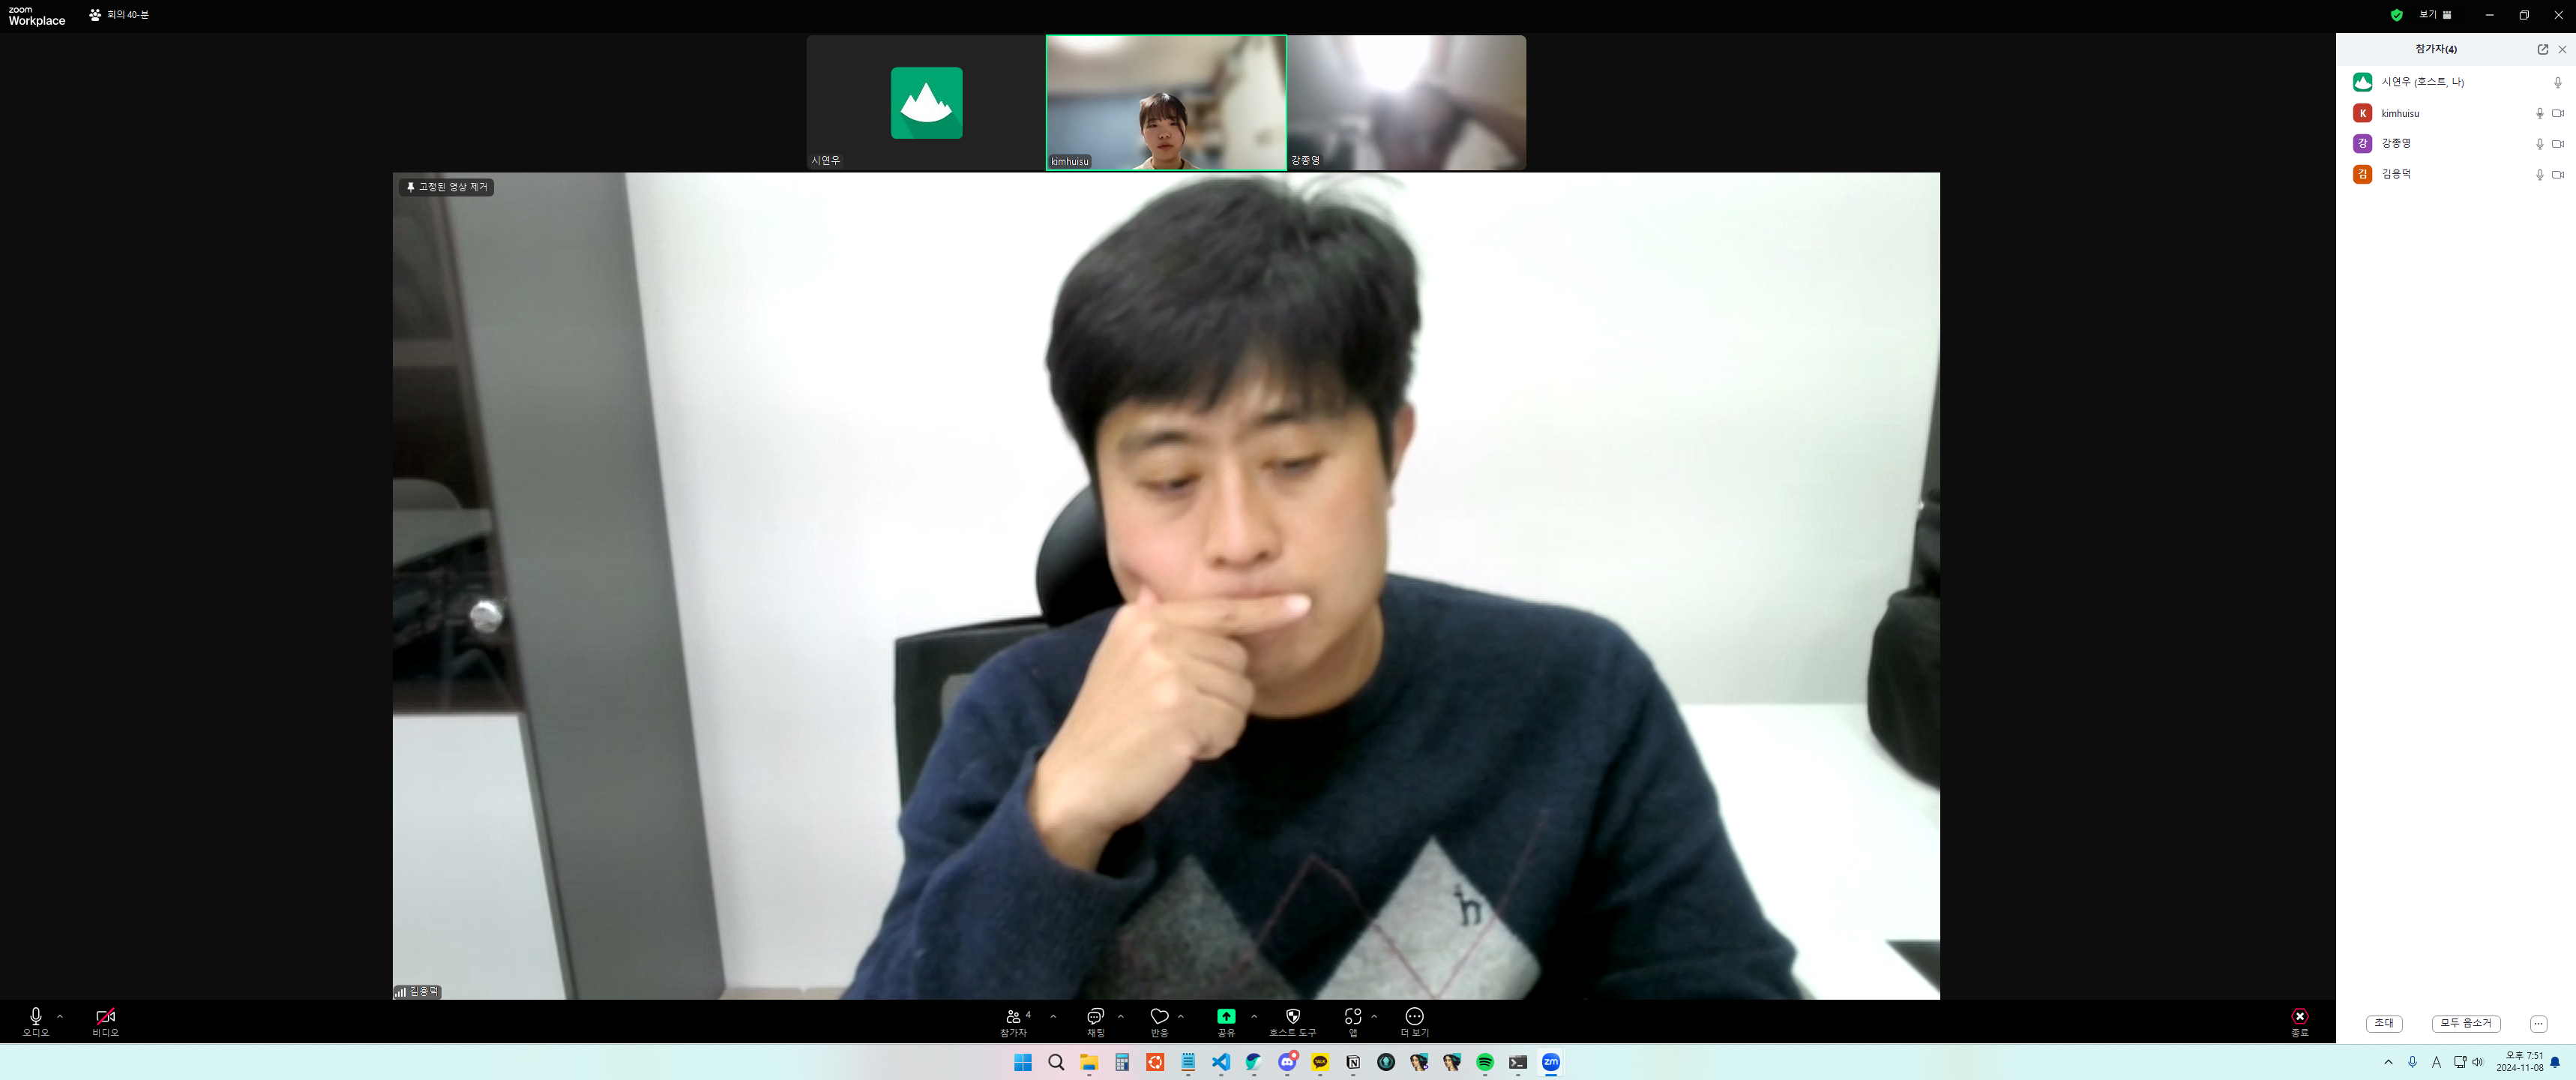 zoom
Workplace
회의 40-분
보기
시연우
kimhuisu
강종영
고정된 영상 제거
김용덕
참가자(4)
시연우 (호스트, 나)
K kimhuisu
강 강종영
김 김용덕
초대
모두 음소거
오디오
비디오
참가자
4
채팅
반응
공유
호스트 도구
앱
더 보기
종료
TALK
zm
A
오후 7:51
2024-11-08